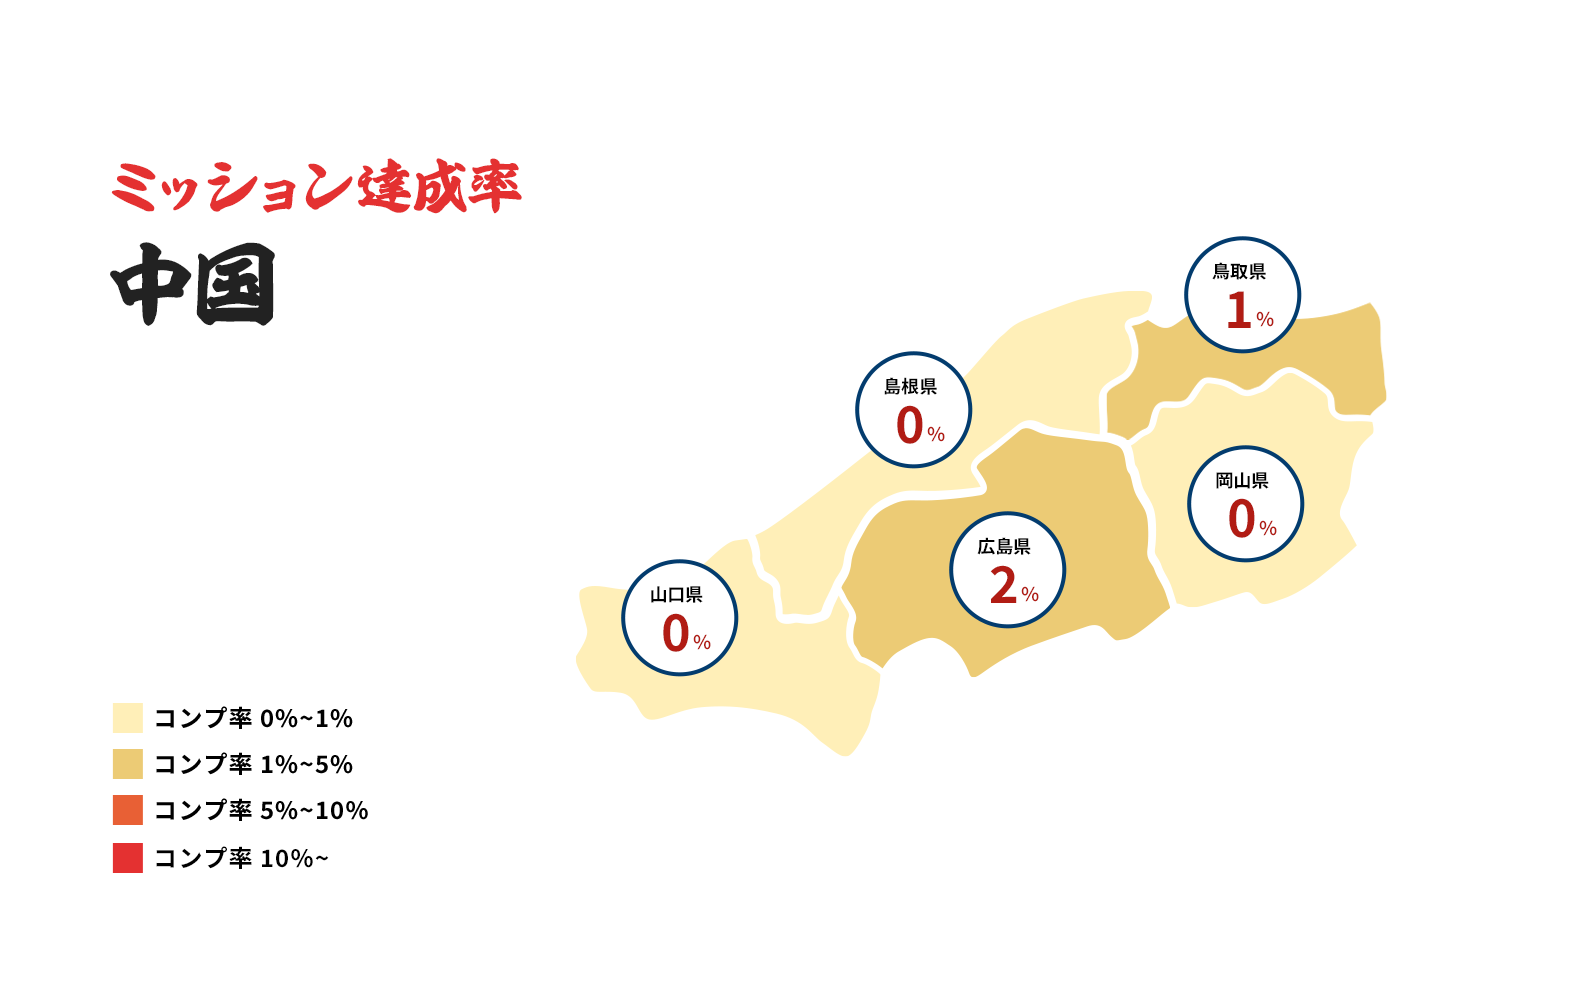 ミッション達成率
中国
鳥取県
1%
島根県
0%
岡山県
0%
広島県
2%
山口県
0%
コンプ率 0%~1%
コンプ率 1%~5%
コンプ率 5%~10%
コンプ率 10%~